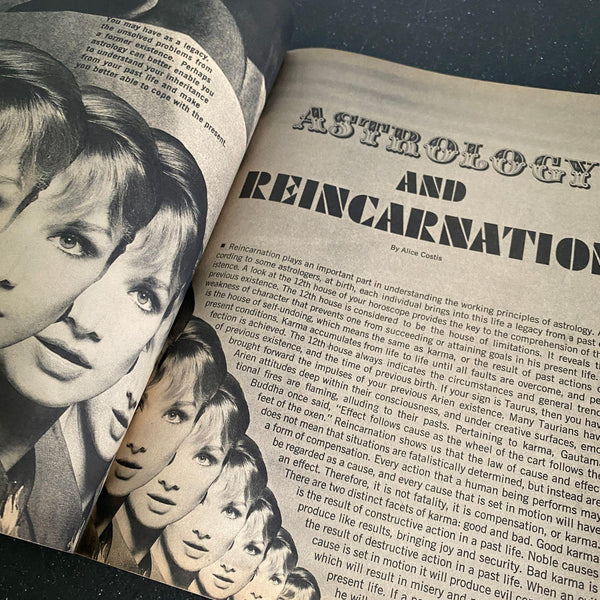 You may have as a legacy,
the unsolved problems from
a former existence. Perhaps
astrology can better enable you
to understand your inheritance
from your past life and make
you better able to cope with the present.
ASTROLOGY
AND
REINCARNATION
By Alice Costis
■ Reincarnation plays an important part in understanding the working principles of astrology.
cording to some astrologers, at birth, each individual brings into this life a legacy from a past
istence. A look at the 12th house of your horoscope provides the key to the comprehension of
previous existence. The 12th house is considered to be the house of limitations. It reveals
weakness of character that prevents one from succeeding or attaining goals in his present life.
is the house of self-undoing, which means the same as karma, or the result of past actions
present conditions. Karma accumulates from life to life until all faults are overcome, and
fection is achieved. The 12th house always indicates the circumstances and general
of previous existence, and the time of previous birth. If your sign is Taurus, then you
brought forward the impulses of your previous Arien existence. Many Taurians
Arien attitudes deep within their consciousness, and under creative surfaces,
tional fires are flaming, alluding to their pasts. Pertaining to karma,
Buddha once said, "Effect follows cause as the wheel of the cart follows the
feet of the oxen." Reincarnation shows us that the law of cause and effect
does not mean that situations are fatalistically determined, but instead are
a form of compensation. Every action that a human being performs may
be regarded as a cause, and every cause that is set in motion will have
an effect. Therefore, it is not fatality, it is compensation, or karma.
There are two distinct facets of karma: good and bad. Good karma
is the result of constructive action in a past life. Noble causes
produce like results, bringing joy and security. Bad karma is
the result of destructive action in a past life. When an
cause is set in motion it will produce evil
which will result in misery and
present life. If a
he will